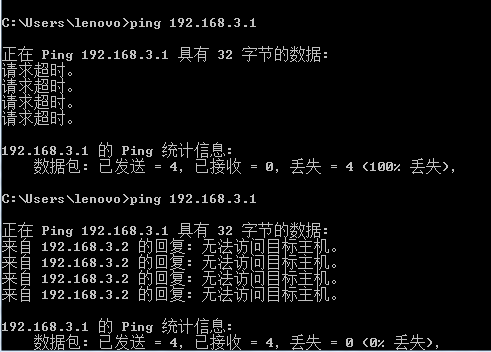 C:\Users\lenovo>ping 192.168.3.1
正在 Ping 192.168.3.1 具有 32 字节的数据:
请求超时。
请求超时。
请求超时。
请求超时。
192.168.3.1 的 Ping 统计信息:
    数据包: 已发送 = 4，已接收 = 0，丢失 = 4 (100% 丢失)，
C:\Users\lenovo>ping 192.168.3.1
正在 Ping 192.168.3.1 具有 32 字节的数据:
来自 192.168.3.2 的回复: 无法访问目标主机。
来自 192.168.3.2 的回复: 无法访问目标主机。
来自 192.168.3.2 的回复: 无法访问目标主机。
来自 192.168.3.2 的回复: 无法访问目标主机。
192.168.3.1 的 Ping 统计信息:
    数据包: 已发送 = 4，已接收 = 4，丢失 = 0 (0% 丢失)，